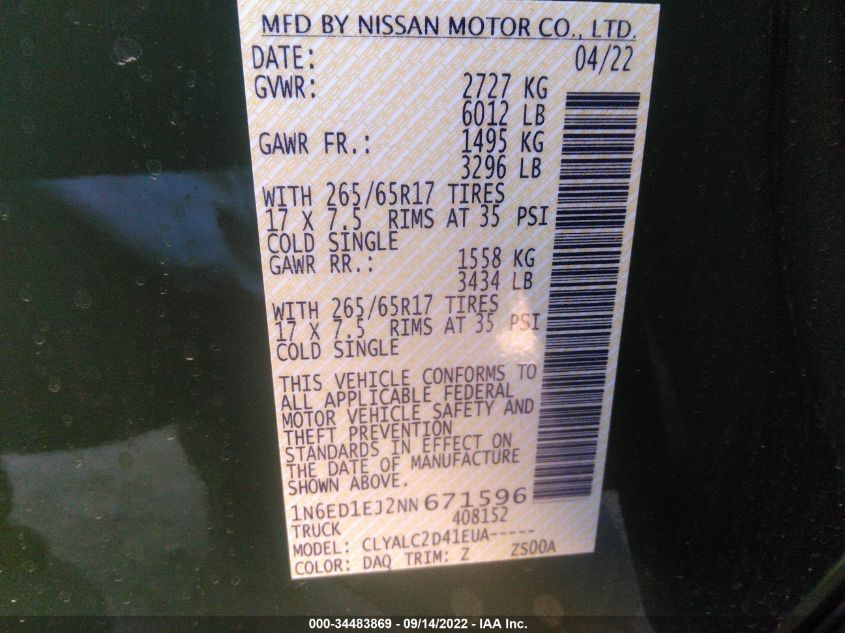 MFD BY NISSAN MOTOR CO., LTD.
DATE: 04/22
GVWR: 2727 KG
6012 LB
GAWR FR.: 1495 KG
3296 LB
WITH 265/65R17 TIRES
17 X 7.5 RIMS AT 35 PSI
COLD SINGLE
GAWR RR.: 1558 KG
3434 LB
WITH 265/65R17 TIRES
17 X 7.5 RIMS AT 35 PSI
COLD SINGLE
THIS VEHICLE CONFORMS TO
ALL APPLICABLE FEDERAL
MOTOR VEHICLE SAFETY AND
THEFT PREVENTION
STANDARDS IN EFFECT ON
THE DATE OF MANUFACTURE
SHOWN ABOVE.
1N6ED1EJ2NN671596
TRUCK 408152
MODEL: CLYALC2D41EUA-----
COLOR: DAQ TRIM: Z ZS00A
000-34483869 - 09/14/2022 - IAA Inc.